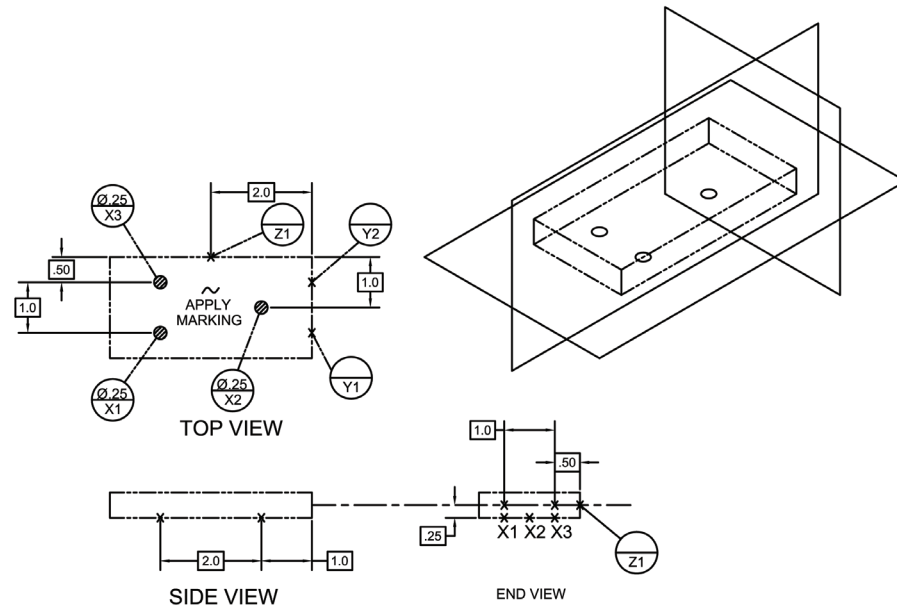 2.0
Ø.25
X3
Z1
Y2
.50
1.0
1.0
~
APPLY
MARKING
Ø.25
X1
Ø.25
X2
Y1
TOP VIEW
1.0
.50
.25
X1 X2 X3
Z1
2.0
1.0
SIDE VIEW
END VIEW